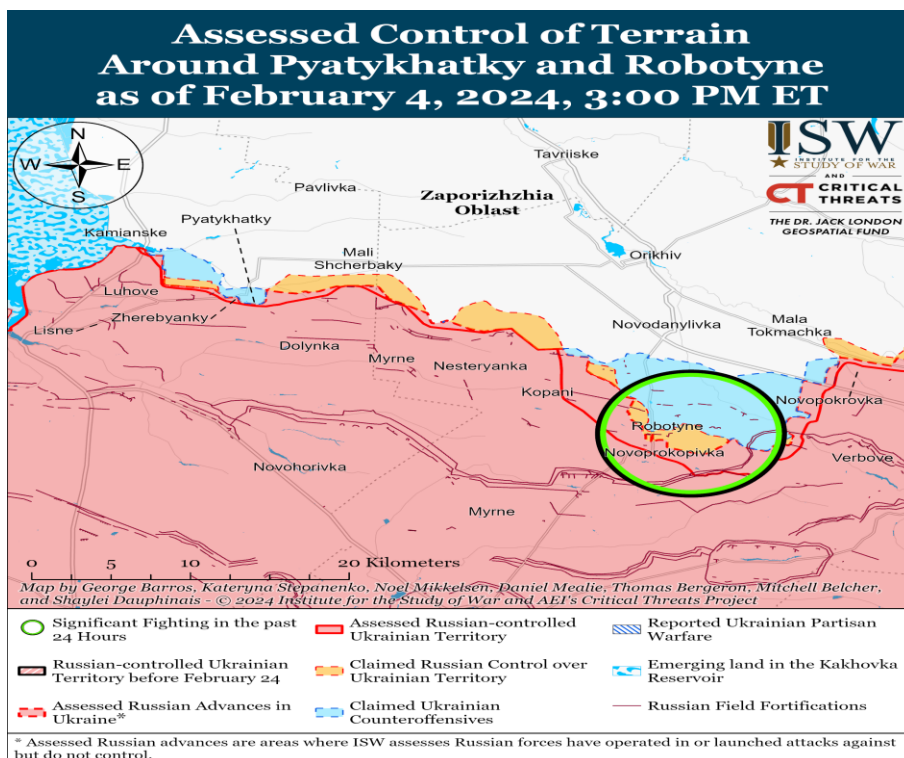 Assessed Control of Terrain
Around Pyatykhatky and Robotyne
as of February 4, 2024, 3:00 PM ET
N
W E
S
ISW
INSTITUTE FOR THE
STUDY OF WAR
AND
CT CRITICAL
THREATS
THE DR. JACK LONDON
GEOSPATIAL FUND
Tavriiske
Pavlivka
Zaporizhzhia
Oblast
Pyatykhatky
Kamianske
Mali
Shcherbaky
Orikhiv
Luhove
Zherebyanky
Lisne
Novodanylivka
Mala
Tokmachka
Dolynka
Myrne
Nesteryanka
Kopani
Novopokrovka
Robotyne
Novoprokopivka
Verbove
Novohorivka
Myrne
0 5 10 20 Kilometers
Map by George Barros, Kateryna Stepanenko, Noel Mikkelsen, Daniel Mealie, Thomas Bergeron, Mitchell Belcher,
and Shaylei Dauphinais - © 2024 Institute for the Study of War and AEI's Critical Threats Project
Significant Fighting in the past
24 Hours
Assessed Russian-controlled
Ukrainian Territory
Reported Ukrainian Partisan
Warfare
Russian-controlled Ukrainian
Territory before February 24
Claimed Russian Control over
Ukrainian Territory
Emerging land in the Kakhovka
Reservoir
Assessed Russian Advances in
Ukraine*
Claimed Ukrainian
Counteroffensives
Russian Field Fortifications
* Assessed Russian advances are areas where ISW assesses Russian forces have operated in or launched attacks against
but do not control.